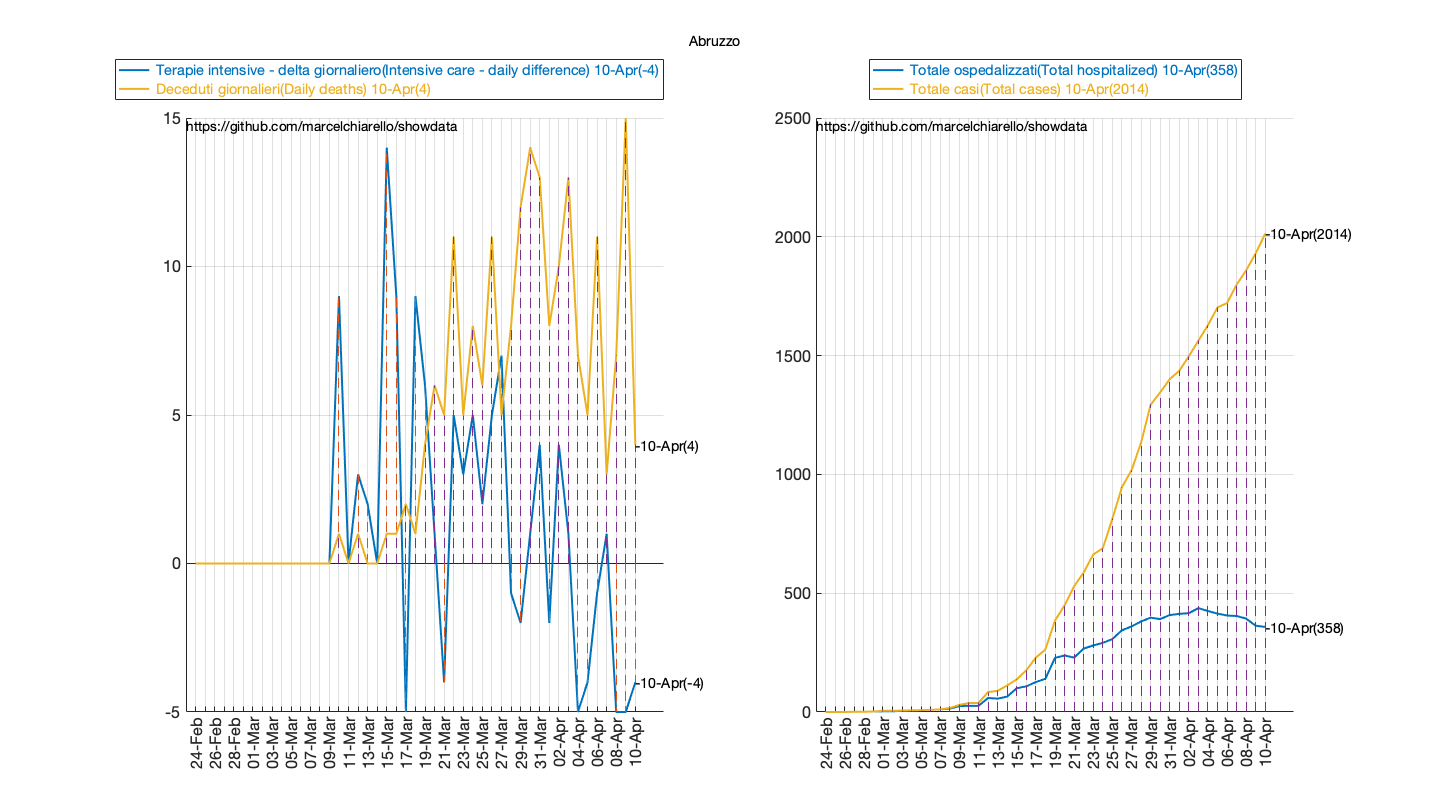 Abruzzo
Terapie intensive - delta giornaliero(Intensive care - daily difference) 10-Apr(-4)
Deceduti giornalieri(Daily deaths) 10-Apr(4)
https://github.com/marcelchiarello/showdata
15
10
5
0
-5
10-Apr(4)
10-Apr(-4)
24-Feb
26-Feb
28-Feb
01-Mar
03-Mar
05-Mar
07-Mar
09-Mar
11-Mar
13-Mar
15-Mar
17-Mar
19-Mar
21-Mar
23-Mar
25-Mar
27-Mar
29-Mar
31-Mar
02-Apr
04-Apr
06-Apr
08-Apr
10-Apr
Totale ospedalizzati(Total hospitalized) 10-Apr(358)
Totale casi(Total cases) 10-Apr(2014)
https://github.com/marcelchiarello/showdata
2500
2000
1500
1000
500
0
10-Apr(2014)
10-Apr(358)
24-Feb
26-Feb
28-Feb
01-Mar
03-Mar
05-Mar
07-Mar
09-Mar
11-Mar
13-Mar
15-Mar
17-Mar
19-Mar
21-Mar
23-Mar
25-Mar
27-Mar
29-Mar
31-Mar
02-Apr
04-Apr
06-Apr
08-Apr
10-Apr